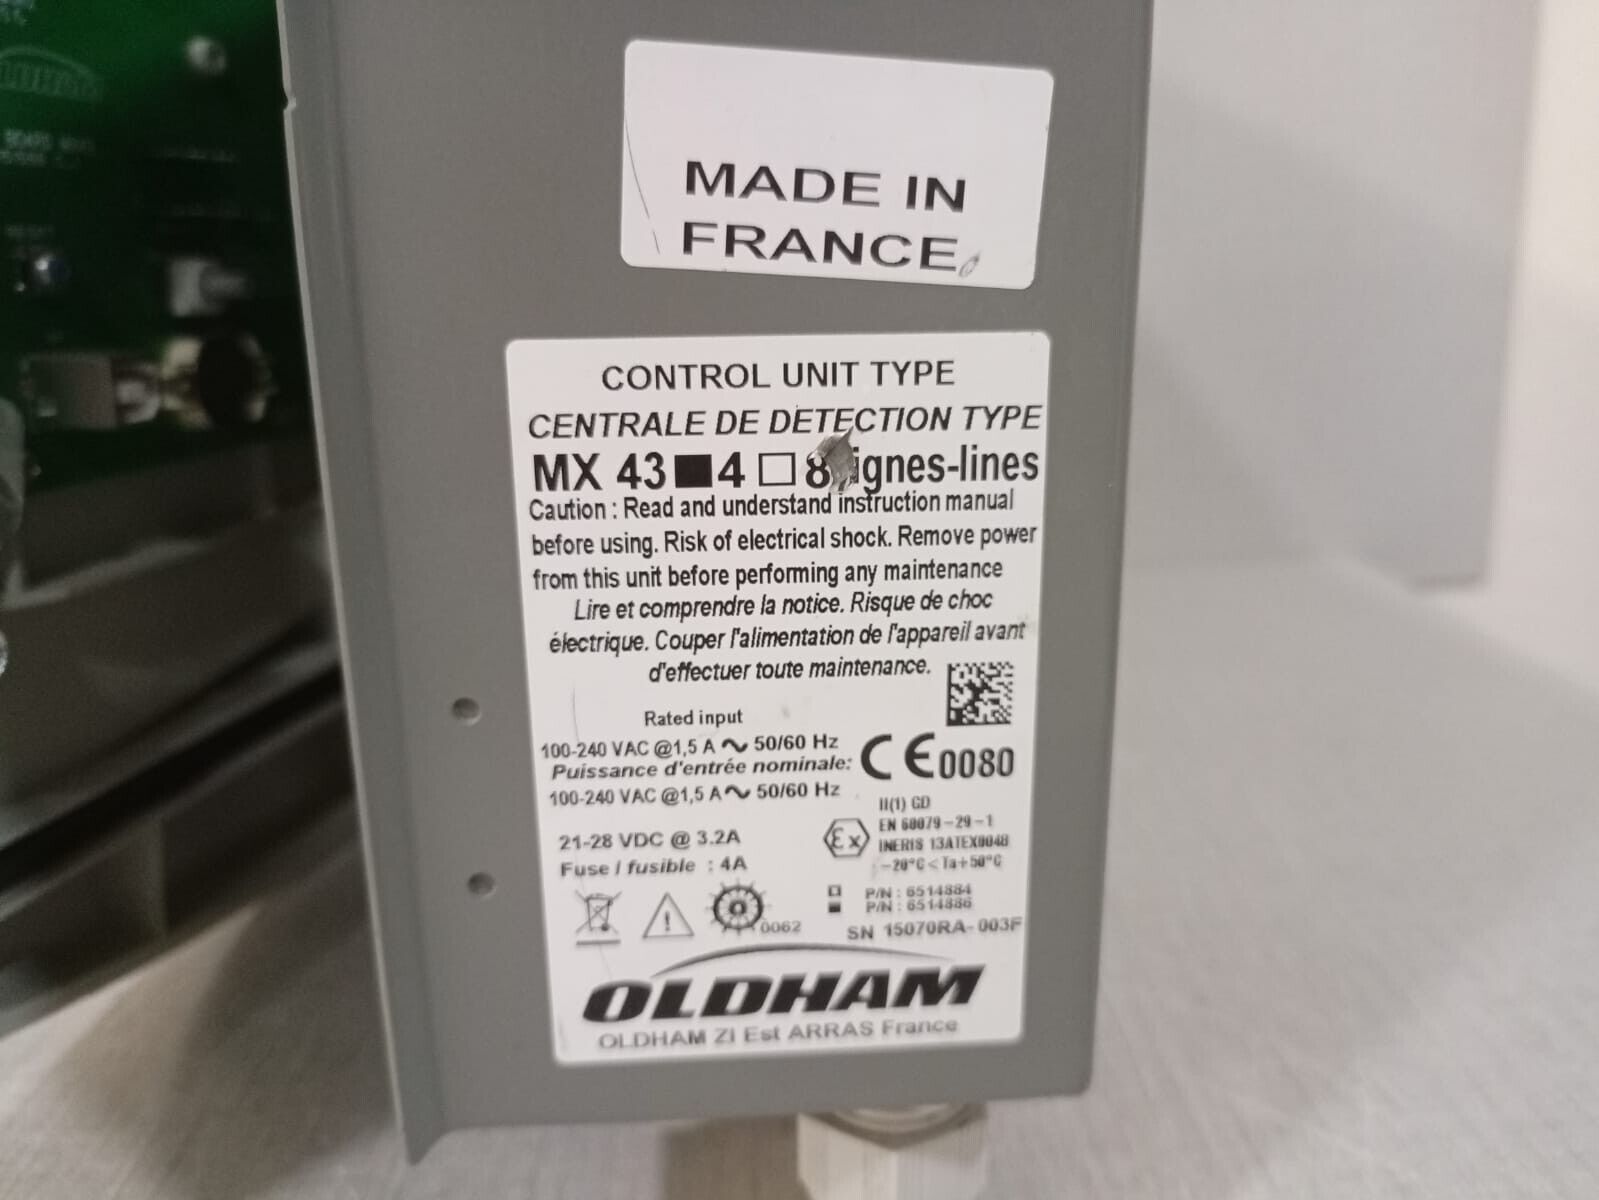 MADE IN
FRANCE
CONTROL UNIT TYPE
CENTRALE DE DETECTION TYPE
MX 43 ■ 4 □ 8 ignes-lines
Caution : Read and understand instruction manual
before using. Risk of electrical shock. Remove power
from this unit before performing any maintenance
Lire et comprendre la notice. Risque de choc
électrique. Couper l'alimentation de l'appareil avant
d'effectuer toute maintenance.
Rated input
100-240 VAC @1,5 A ∿ 50/60 Hz
Puissance d'entrée nominale:
100-240 VAC @1,5 A ∿ 50/60 Hz
CE 0080
21-28 VDC @ 3.2A
Fuse / fusible : 4A
Ex
II(1) GD
EN 60079-29-1
INERIS 13ATEX0048
-20°C < Ta+50°C
□ P/N : 6514884
■ P/N : 6514886
0062
SN 15070RA-003F
OLDHAM
OLDHAM ZI Est ARRAS France